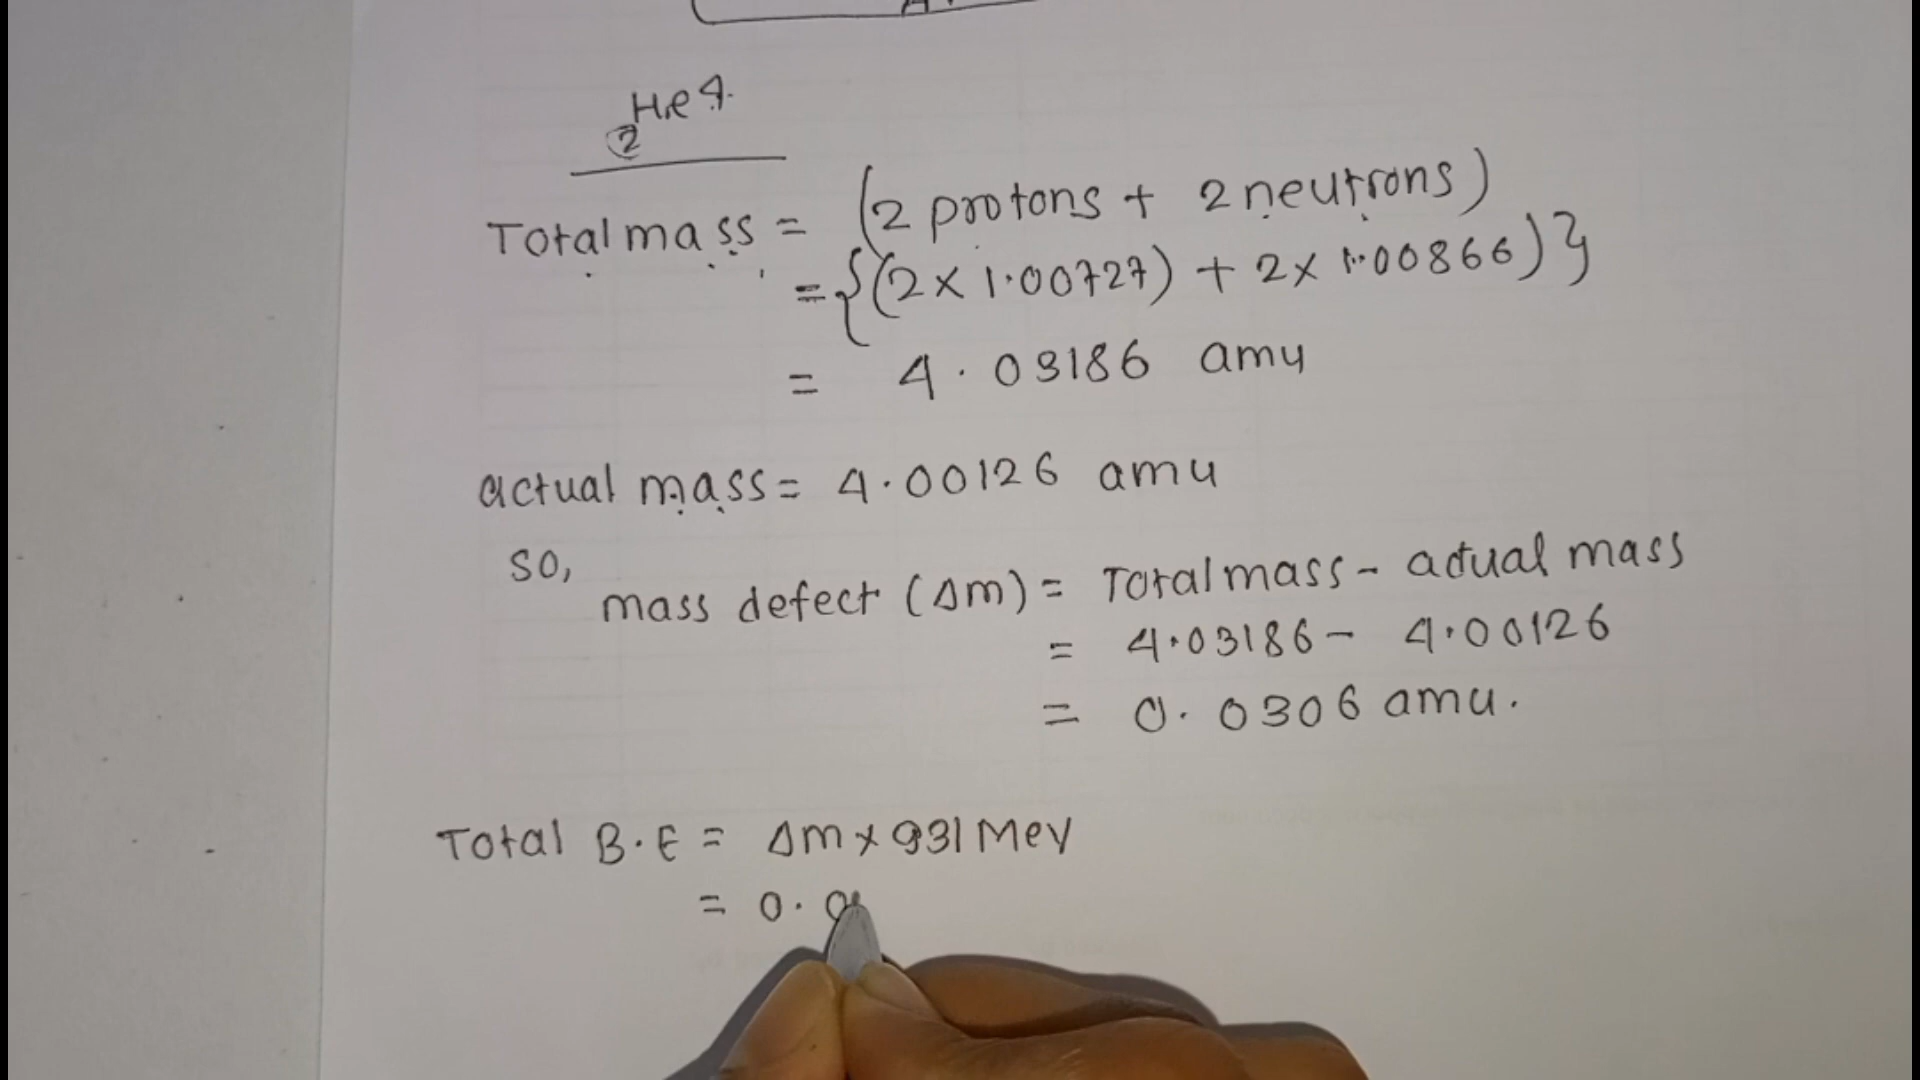 ₂He⁴
Total mass = (2 protons + 2 neutrons)
= {(2 x 1.00727) + 2 x 1.00866)}
= 4.03186 amu
actual mass = 4.00126 amu
so,
mass defect (Δm) = Total mass - actual mass
= 4.03186 - 4.00126
= 0.0306 amu.
Total B.E = Δm x 931 MeV
= 0.0